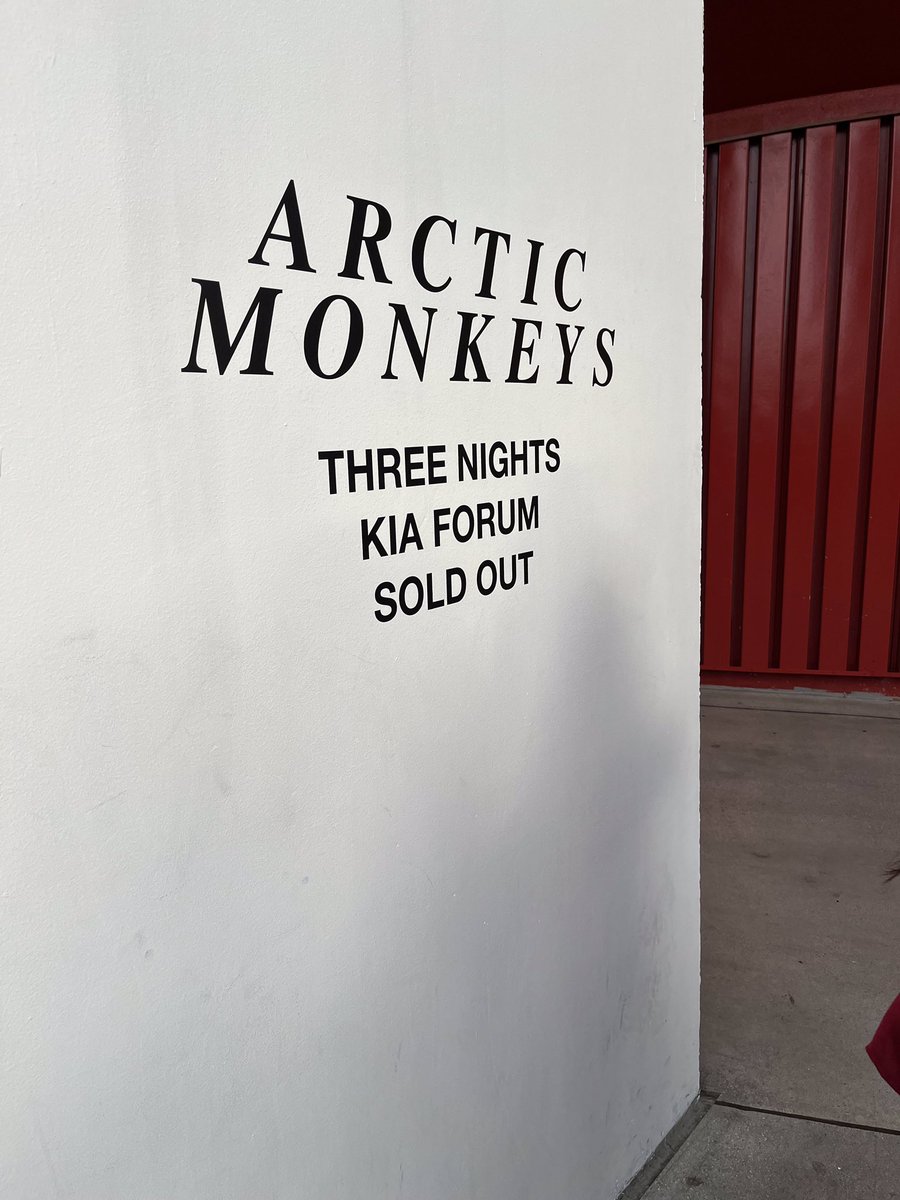 ARCTIC
MONKEYS
THREE NIGHTS
KIA FORUM
SOLD OUT